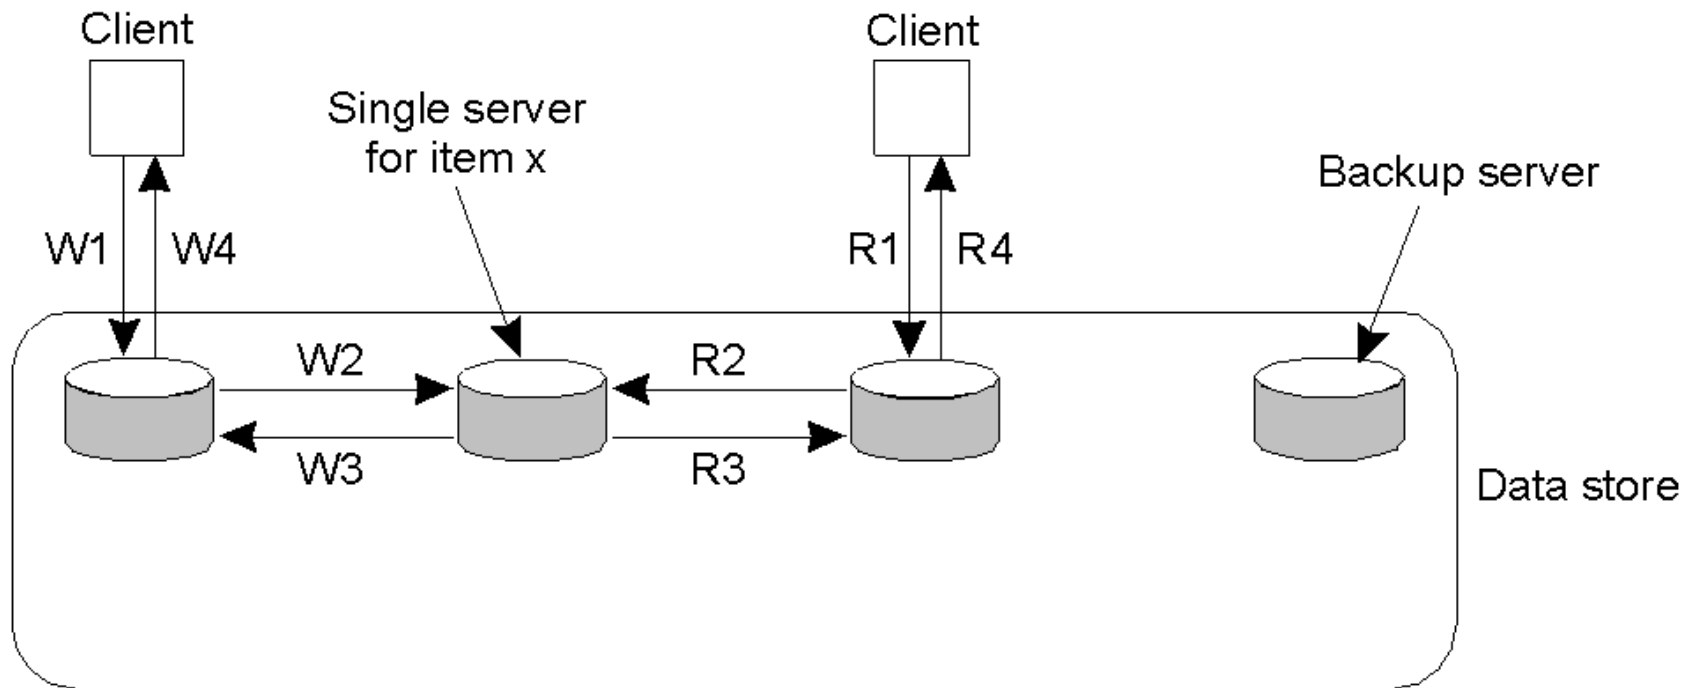 Client
Client
Single server
for item x
Backup server
W1
W4
R1
R4
W2
R2
W3
R3
Data store